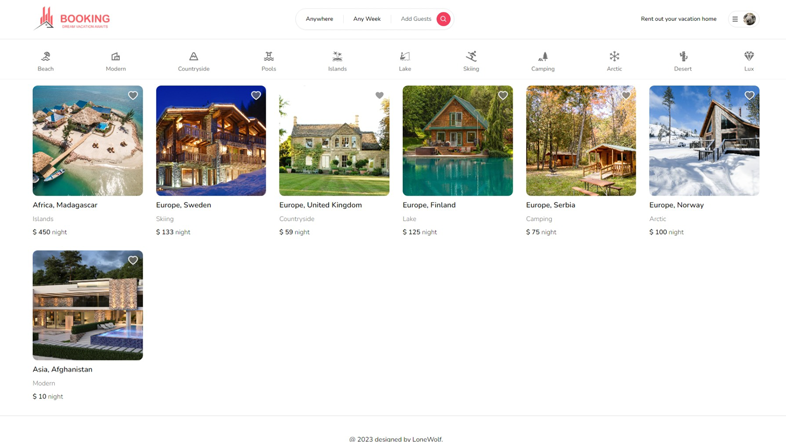 BOOKING
DREAM VACATION AWAITS
Anywhere
Any Week
Add Guests
Rent out your vacation home
Beach
Modern
Countryside
Pools
Islands
Lake
Skiing
Camping
Arctic
Desert
Lux
Africa, Madagascar
Islands
$ 450 night
Europe, Sweden
Skiing
$ 133 night
Europe, United Kingdom
Countryside
$ 59 night
Europe, Finland
Lake
$ 125 night
Europe, Serbia
Camping
$ 75 night
Europe, Norway
Arctic
$ 100 night
Asia, Afghanistan
Modern
$ 10 night
@ 2023 designed by LoneWolf.